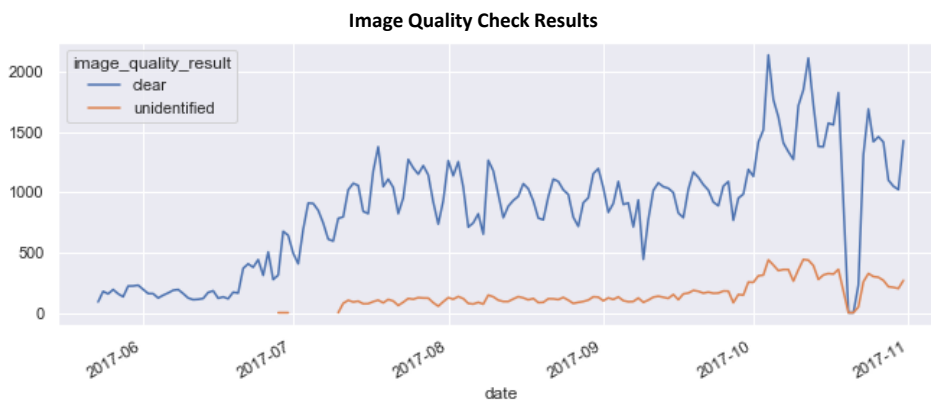 Image Quality Check Results
image_quality_result
clear
unidentified
2000
1500
1000
500
0
2017-06
2017-07
2017-08
2017-09
2017-10
2017-11
date